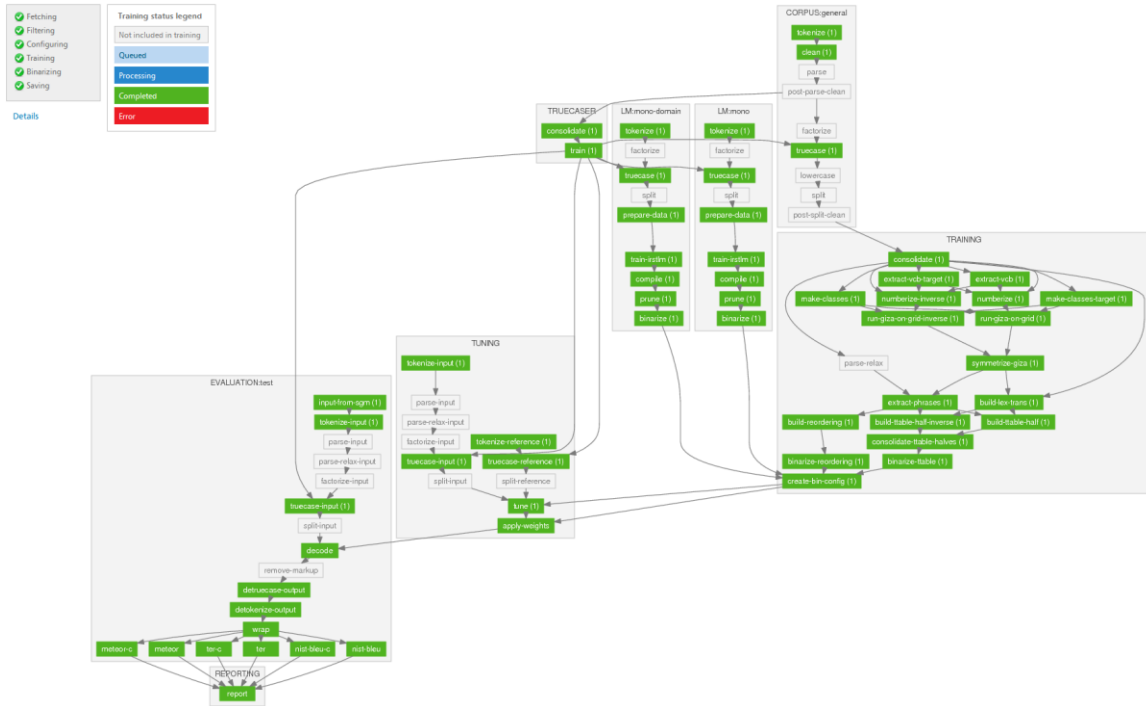 Fetching
Filtering
Configuring
Training
Binarizing
Saving
Details
Training status legend
Not included in training
Queued
Processing
Completed
Error
CORPUS:general
tokenize (1)
clean (1)
parse
post-parse-clean
factorize
truecase (1)
lowercase
split
post-split-clean
TRUECASER
consolidate (1)
train (1)
LM:mono-domain
tokenize (1)
factorize
truecase (1)
split
prepare-data (1)
train-irstlm (1)
compile (1)
prune (1)
binarize (1)
LM:mono
tokenize (1)
factorize
truecase (1)
split
prepare-data (1)
train-irstlm (1)
compile (1)
prune (1)
binarize (1)
TRAINING
consolidate (1)
extract-vcb-target (1)
extract-vcb (1)
make-classes (1)
numberize-inverse (1)
numberize (1)
make-classes-target (1)
run-giza-on-grid-inverse (1)
run-giza-on-grid (1)
parse-relax
symmetrize-giza (1)
extract-phrases (1)
build-lex-trans (1)
build-reordering (1)
build-ttable-half-inverse (1)
build-ttable-half (1)
consolidate-ttable-halves (1)
binarize-reordering (1)
binarize-ttable (1)
create-bin-config (1)
TUNING
tokenize-input (1)
parse-input
parse-relax-input
factorize-input
tokenize-reference (1)
truecase-input (1)
truecase-reference (1)
split-input
split-reference
tune (1)
apply-weights
EVALUATION:test
input-from-sgm (1)
tokenize-input (1)
parse-input
parse-relax-input
factorize-input
truecase-input (1)
split-input
decode
remove-markup
detruecase-output
detokenize-output
wrap
meteor-c
meteor
ter-c
ter
nist-bleu-c
nist-bleu
REPORTING
report